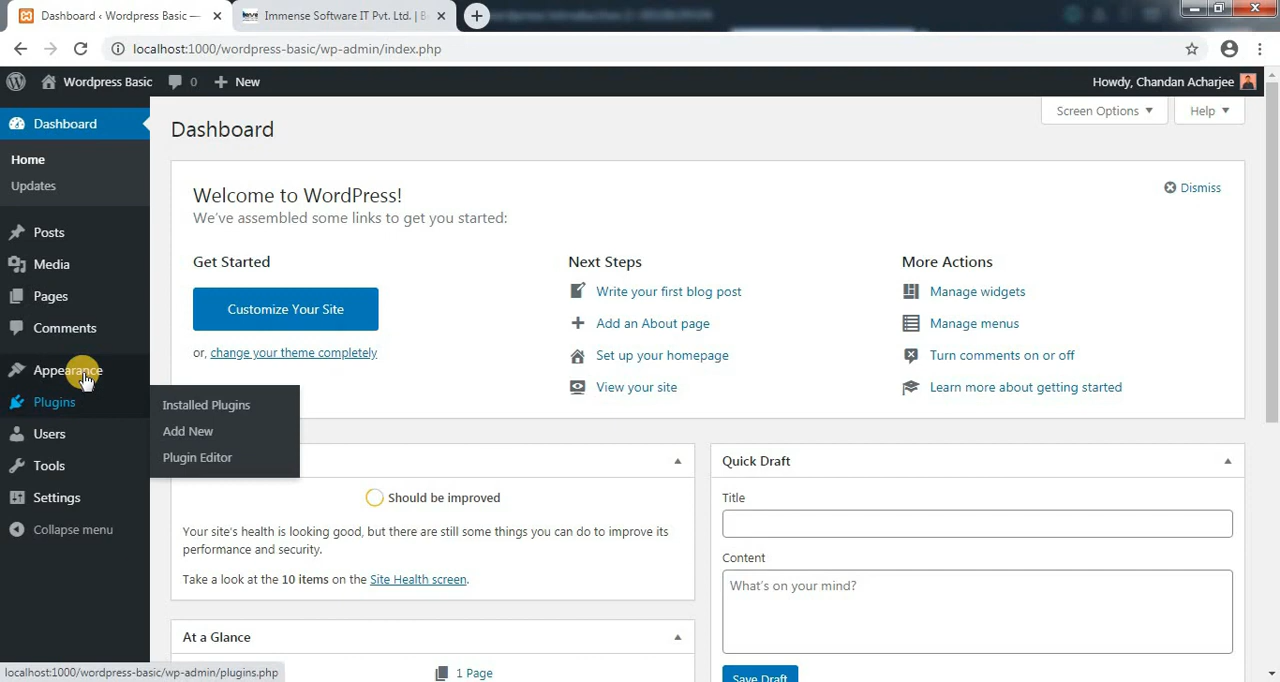 Dashboard ‹ Wordpress Basic —
Immense Software IT Pvt. Ltd. | B
localhost:1000/wordpress-basic/wp-admin/index.php
Wordpress Basic
0
New
Howdy, Chandan Acharjee
Dashboard
Home
Updates
Posts
Media
Pages
Comments
Appearance
Plugins
Users
Tools
Settings
Collapse menu
Installed Plugins
Add New
Plugin Editor
Dashboard
Screen Options
Help
Welcome to WordPress!
Dismiss
We've assembled some links to get you started:
Get Started
Customize Your Site
or, change your theme completely
Next Steps
Write your first blog post
Add an About page
Set up your homepage
View your site
More Actions
Manage widgets
Manage menus
Turn comments on or off
Learn more about getting started
Should be improved
Your site's health is looking good, but there are still some things you can do to improve its
performance and security.
Take a look at the 10 items on the Site Health screen.
At a Glance
1 Page
Quick Draft
Title
Content
What's on your mind?
Save Draft
localhost:1000/wordpress-basic/wp-admin/plugins.php